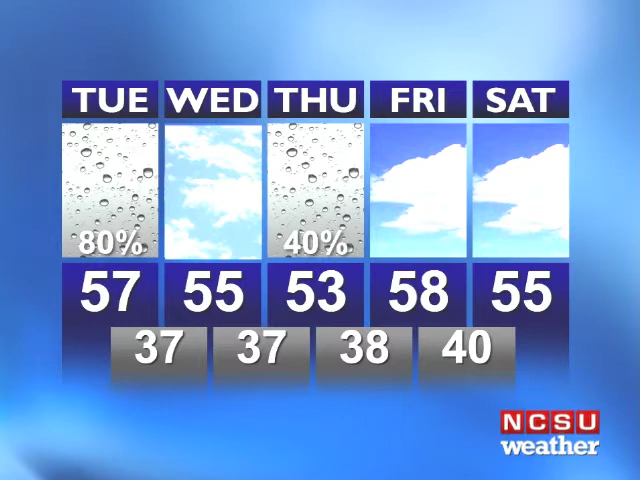 TUE WED THU FRI SAT
80% 40%
57 55 53 58 55
37 37 38 40
NCSU
weather